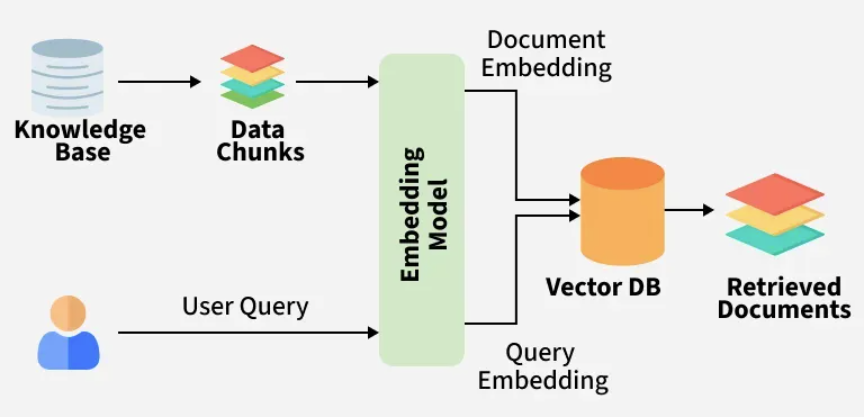 Document
Embedding
Knowledge
Base
Data
Chunks
Embedding
Model
Vector DB
Retrieved
Documents
User Query
Query
Embedding